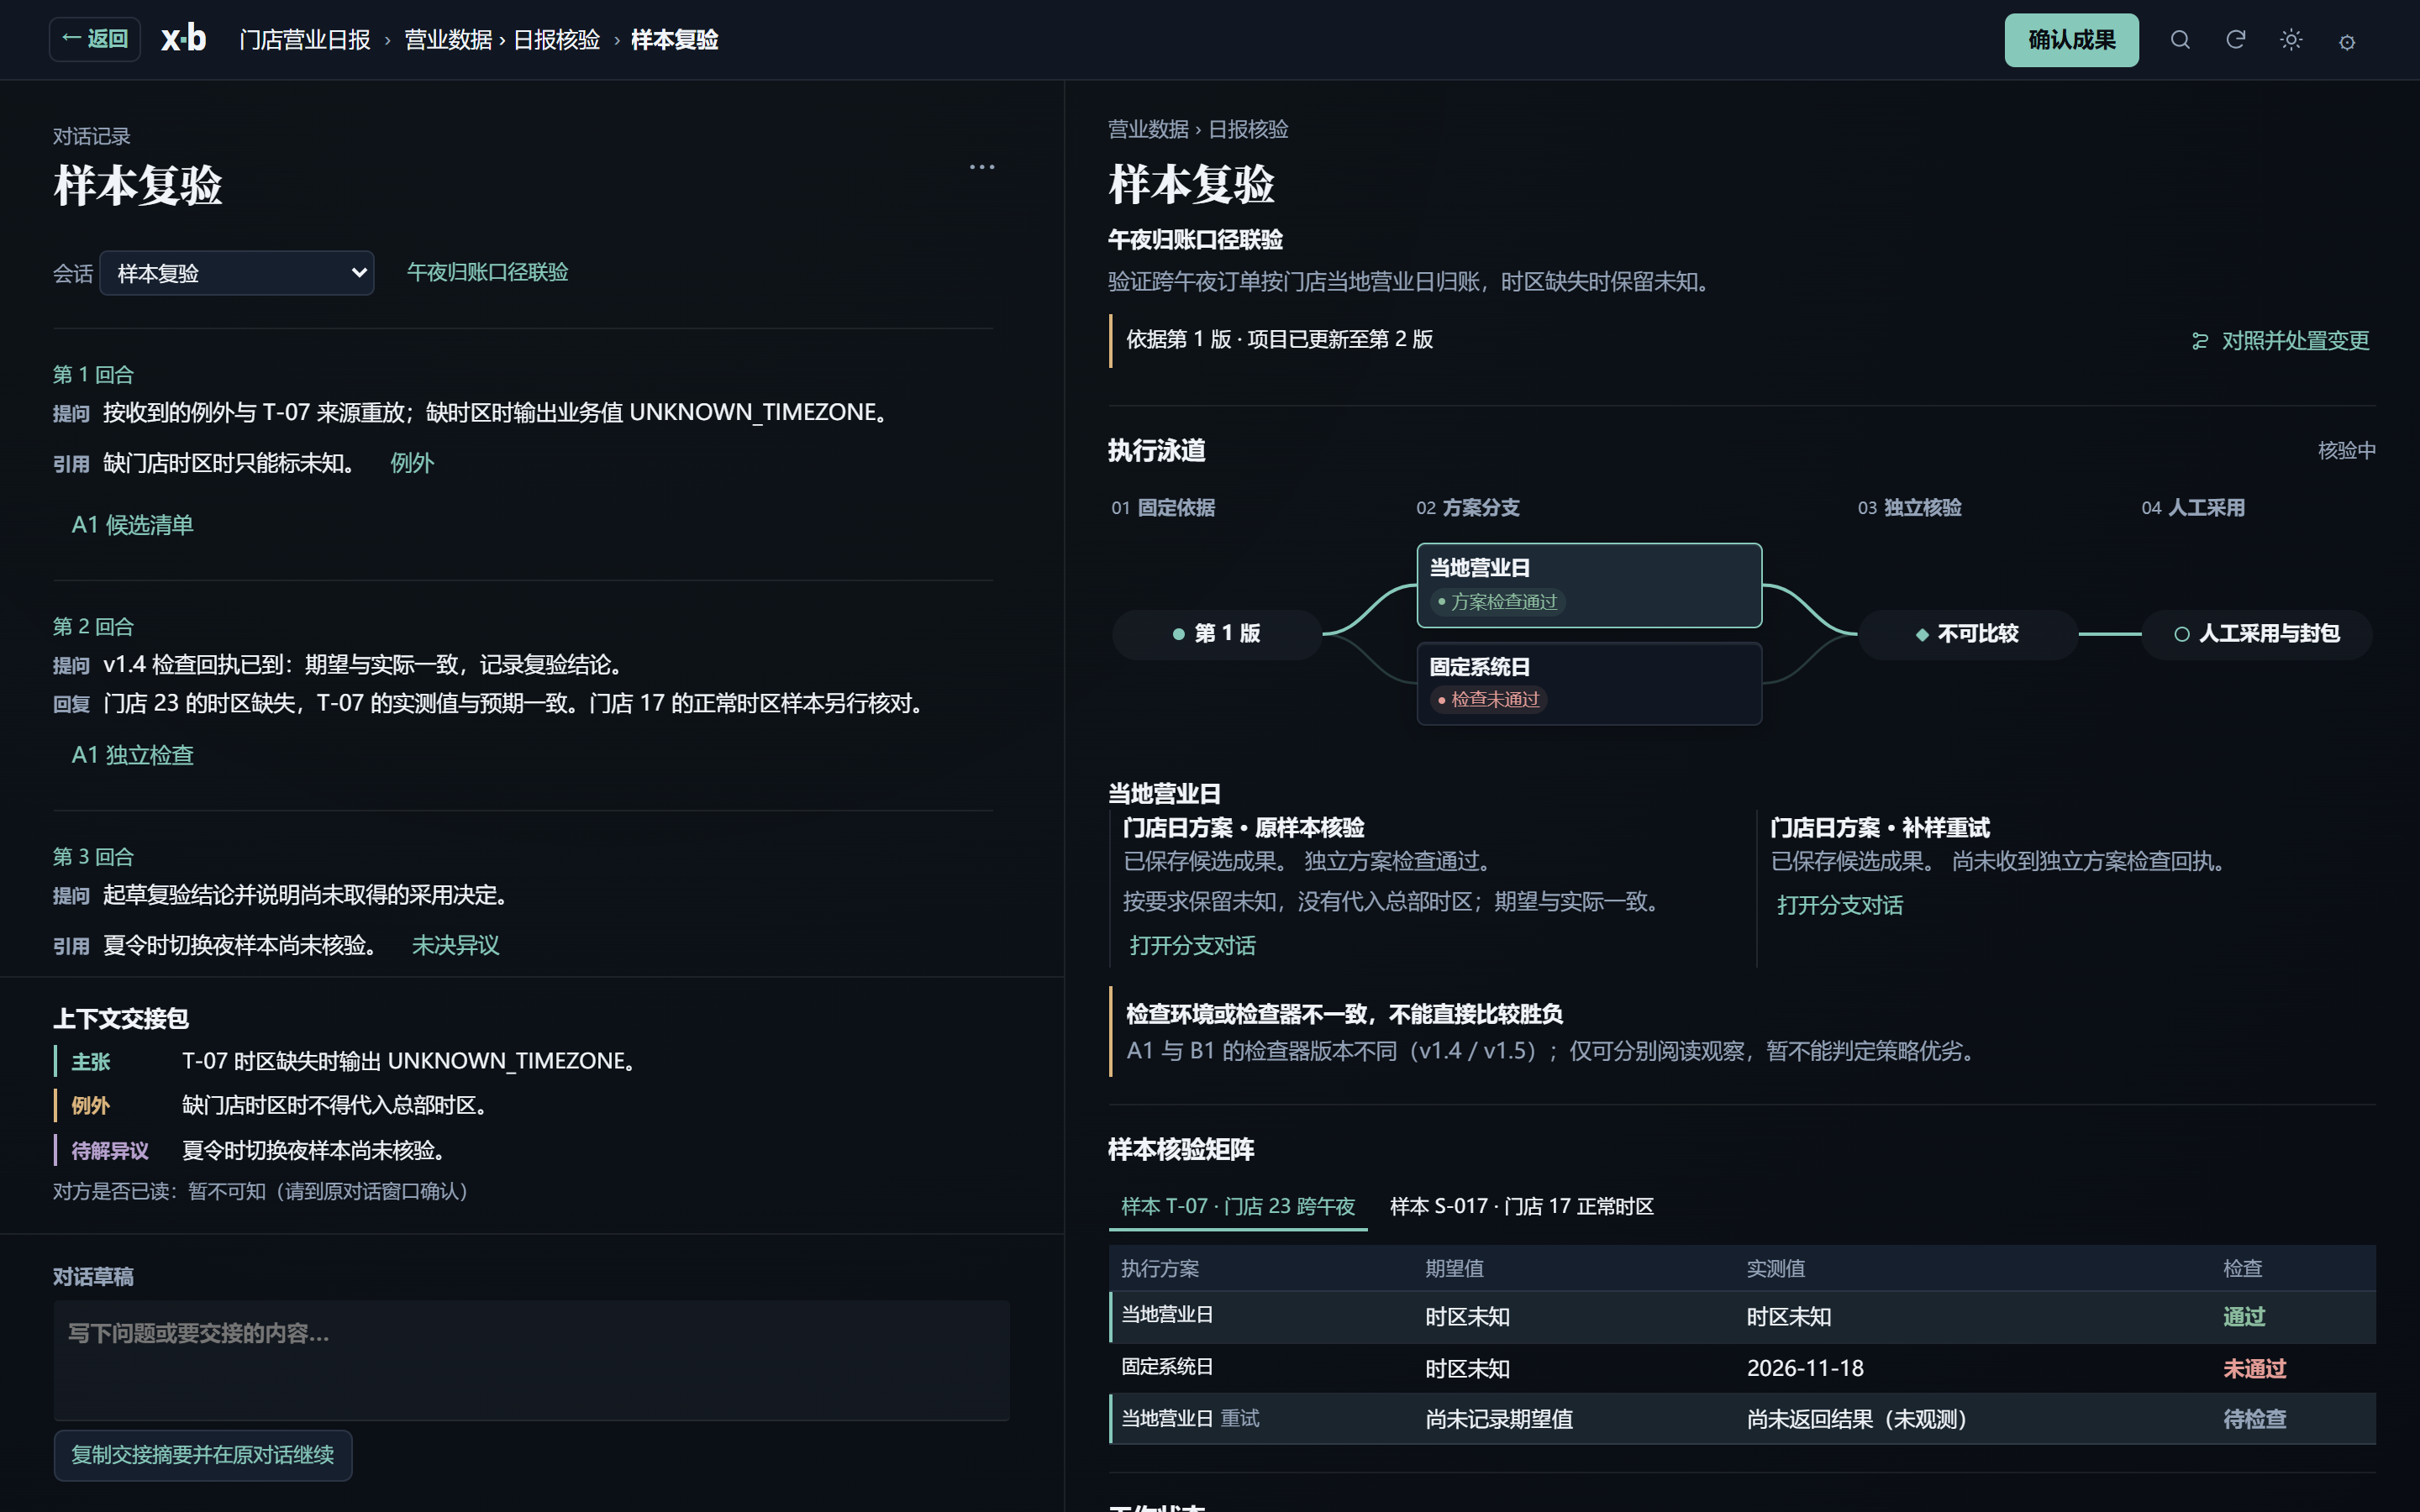 ← 返回
x·b
门店营业日报 › 营业数据 › 日报核验 › 样本复验
确认成果
对话记录
样本复验
会话 样本复验 午夜归账口径联验
第 1 回合
提问 按收到的例外与 T-07 来源重放；缺时区时输出业务值 UNKNOWN_TIMEZONE。
引用 缺门店时区时只能标未知。 例外
A1 候选清单
第 2 回合
提问 v1.4 检查回执已到：期望与实际一致，记录复验结论。
回复 门店 23 的时区缺失，T-07 的实测值与预期一致。门店 17 的正常时区样本另行核对。
A1 独立检查
第 3 回合
提问 起草复验结论并说明尚未取得的采用决定。
引用 夏令时切换夜样本尚未核验。 未决异议
上下文交接包
主张 T-07 时区缺失时输出 UNKNOWN_TIMEZONE。
例外 缺门店时区时不得代入总部时区。
待解异议 夏令时切换夜样本尚未核验。
对方是否已读：暂不可知（请到原对话窗口确认）
对话草稿
写下问题或要交接的内容...
复制交接摘要并在原对话继续
营业数据 › 日报核验
样本复验
午夜归账口径联验
验证跨午夜订单按门店当地营业日归账，时区缺失时保留未知。
依据第 1 版 · 项目已更新至第 2 版
对照并处置变更
执行泳道
核验中
01 固定依据 02 方案分支 03 独立核验 04 人工采用
当地营业日
方案检查通过
第 1 版
不可比较
人工采用与封包
固定系统日
检查未通过
当地营业日
门店日方案 • 原样本核验
已保存候选成果。 独立方案检查通过。
按要求保留未知，没有代入总部时区；期望与实际一致。
打开分支对话
门店日方案 • 补样重试
已保存候选成果。 尚未收到独立方案检查回执。
打开分支对话
检查环境或检查器不一致，不能直接比较胜负
A1 与 B1 的检查器版本不同（v1.4 / v1.5）；仅可分别阅读观察，暂不能判定策略优劣。
样本核验矩阵
样本 T-07 · 门店 23 跨午夜 样本 S-017 · 门店 17 正常时区
执行方案 期望值 实测值 检查
当地营业日 时区未知 时区未知 通过
固定系统日 时区未知 2026-11-18 未通过
当地营业日 重试 尚未记录期望值 尚未返回结果（未观测） 待检查